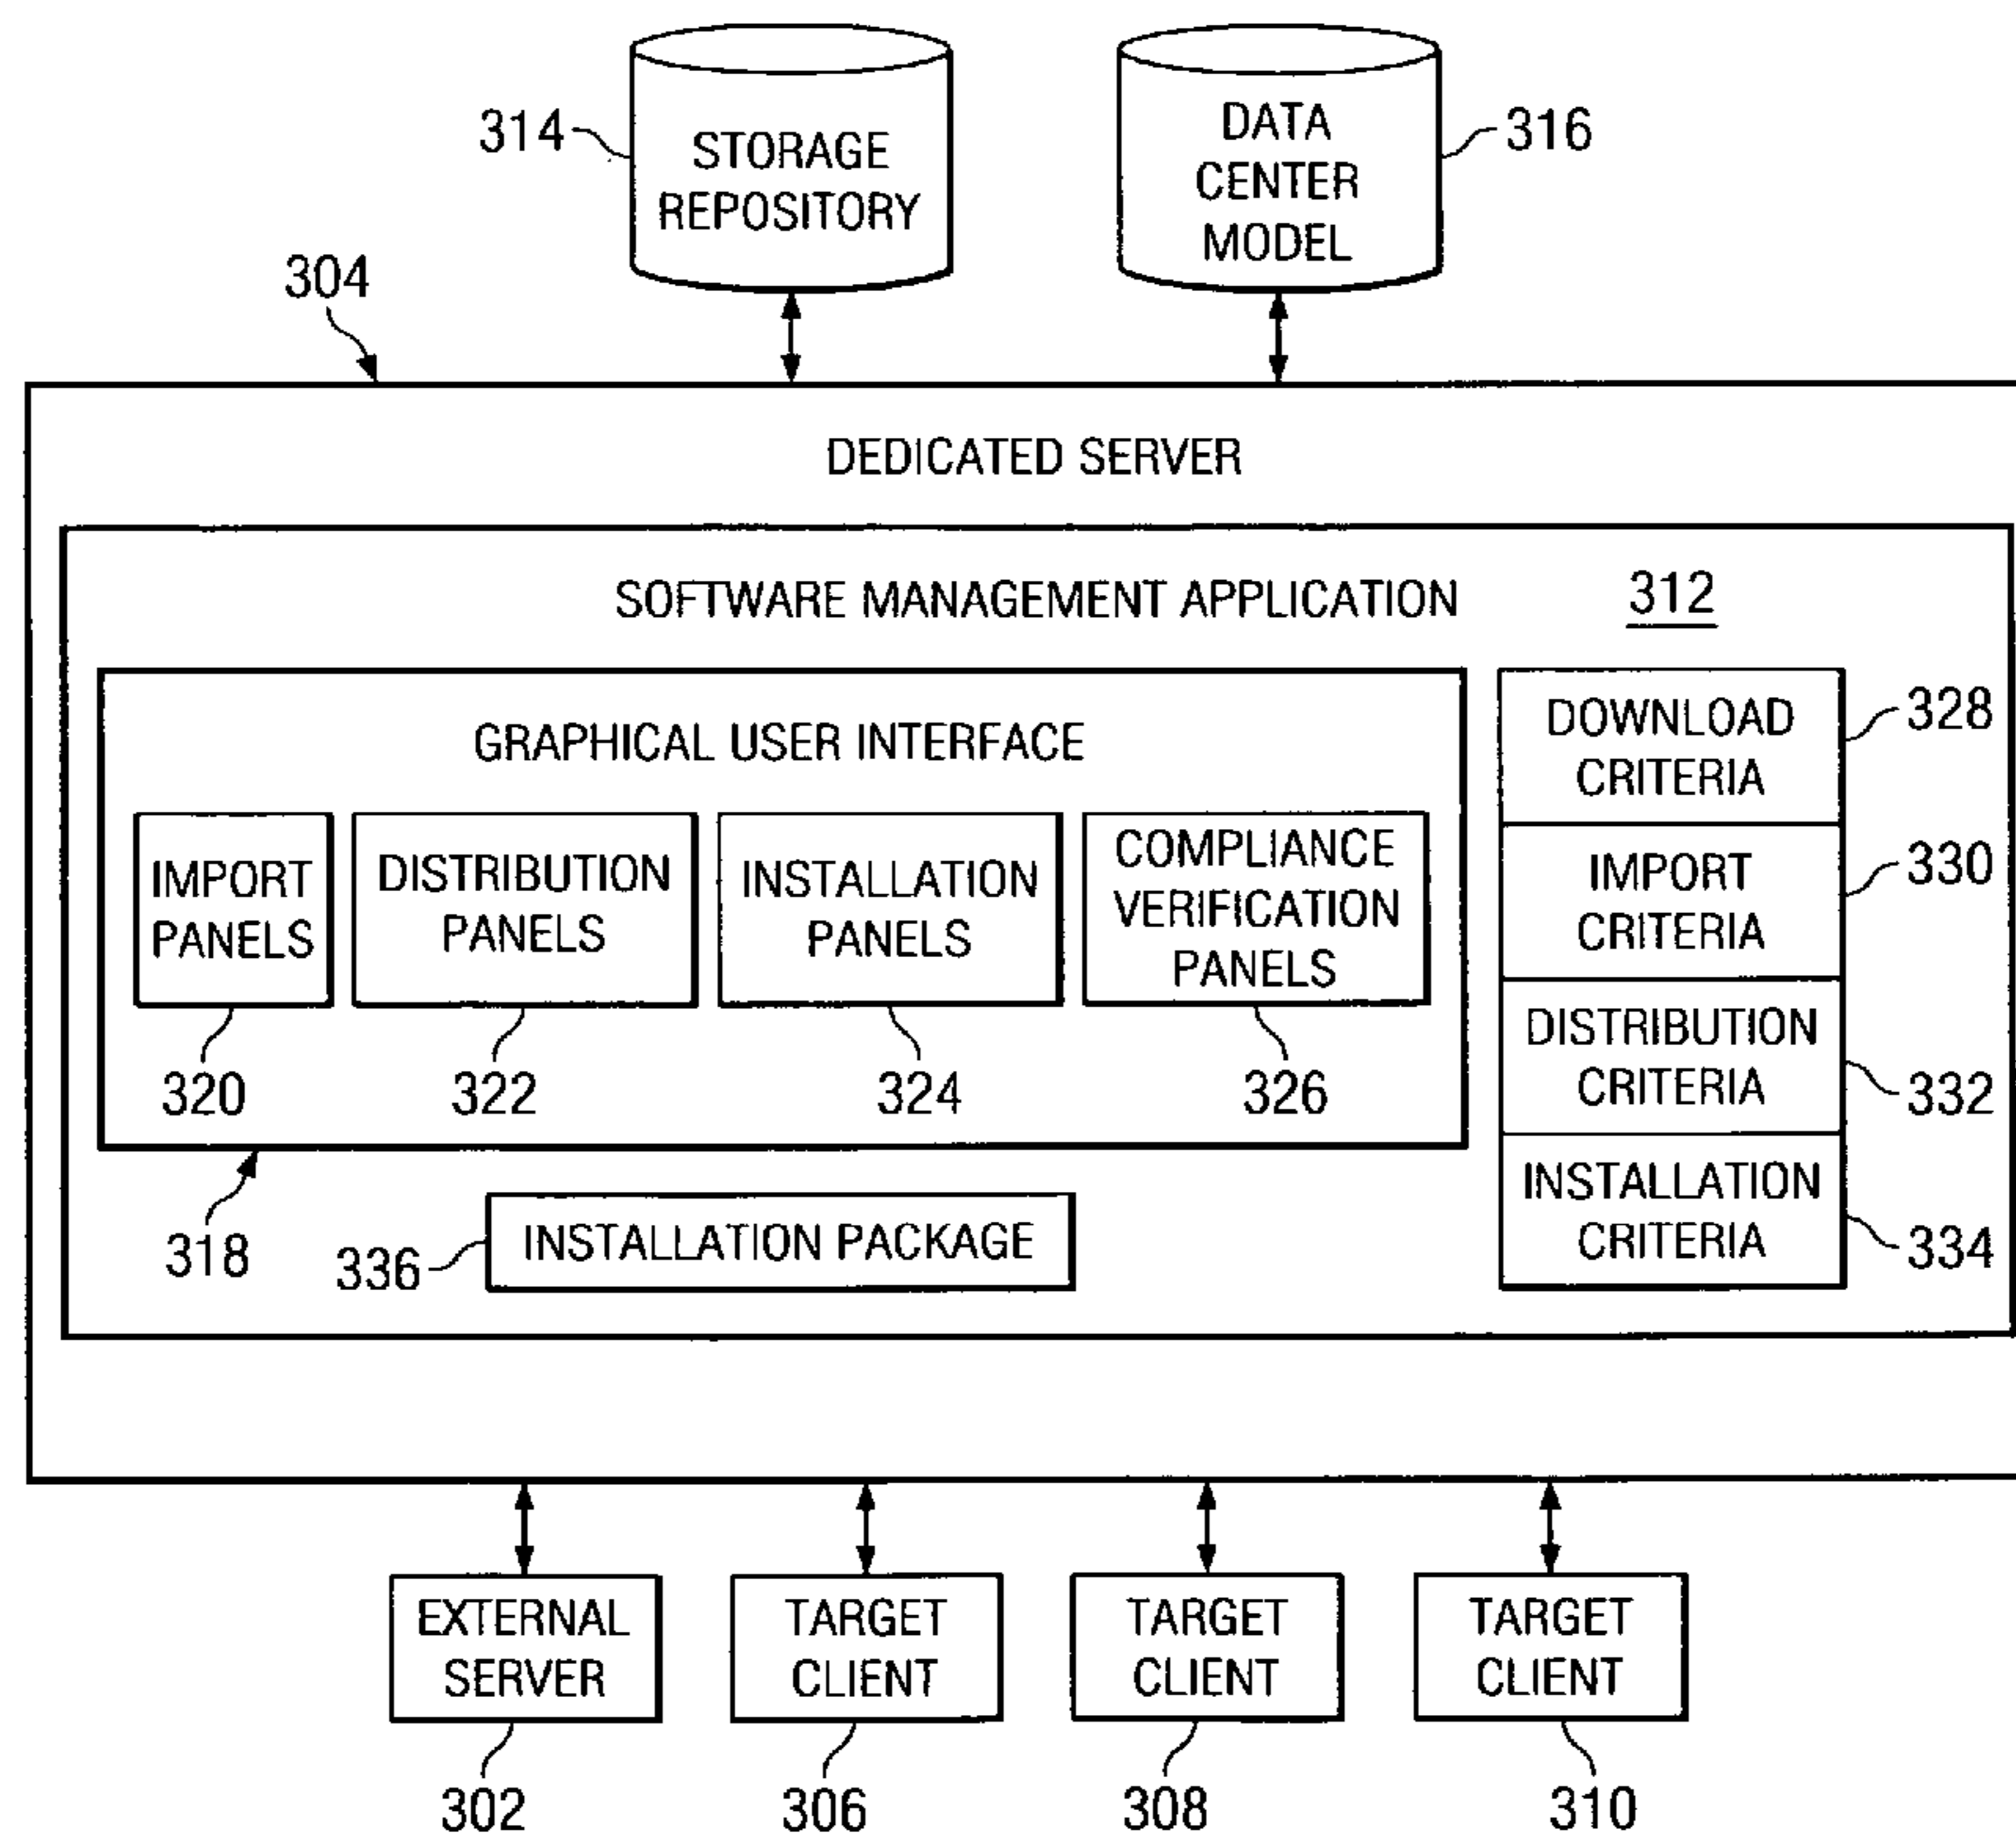 314
STORAGE
REPOSITORY
DATA
CENTER
MODEL
316
304
DEDICATED SERVER
SOFTWARE MANAGEMENT APPLICATION
312
GRAPHICAL USER INTERFACE
IMPORT
PANELS
DISTRIBUTION
PANELS
INSTALLATION
PANELS
COMPLIANCE
VERIFICATION
PANELS
320
322
324
326
318
DOWNLOAD
CRITERIA
328
IMPORT
CRITERIA
330
DISTRIBUTION
CRITERIA
332
INSTALLATION
CRITERIA
334
336
INSTALLATION PACKAGE
EXTERNAL
SERVER
TARGET
CLIENT
TARGET
CLIENT
TARGET
CLIENT
302
306
308
310